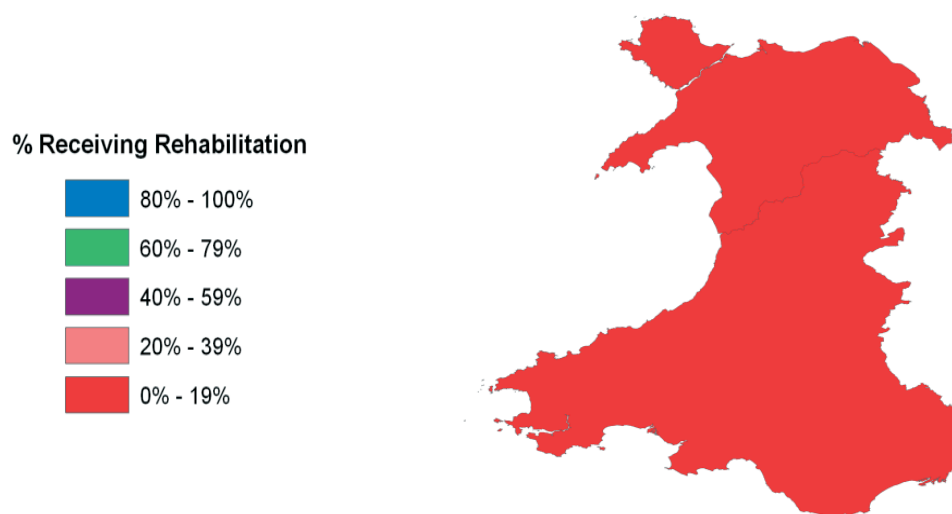 % Receiving Rehabilitation
80% - 100%
60% - 79%
40% - 59%
20% - 39%
0% - 19%